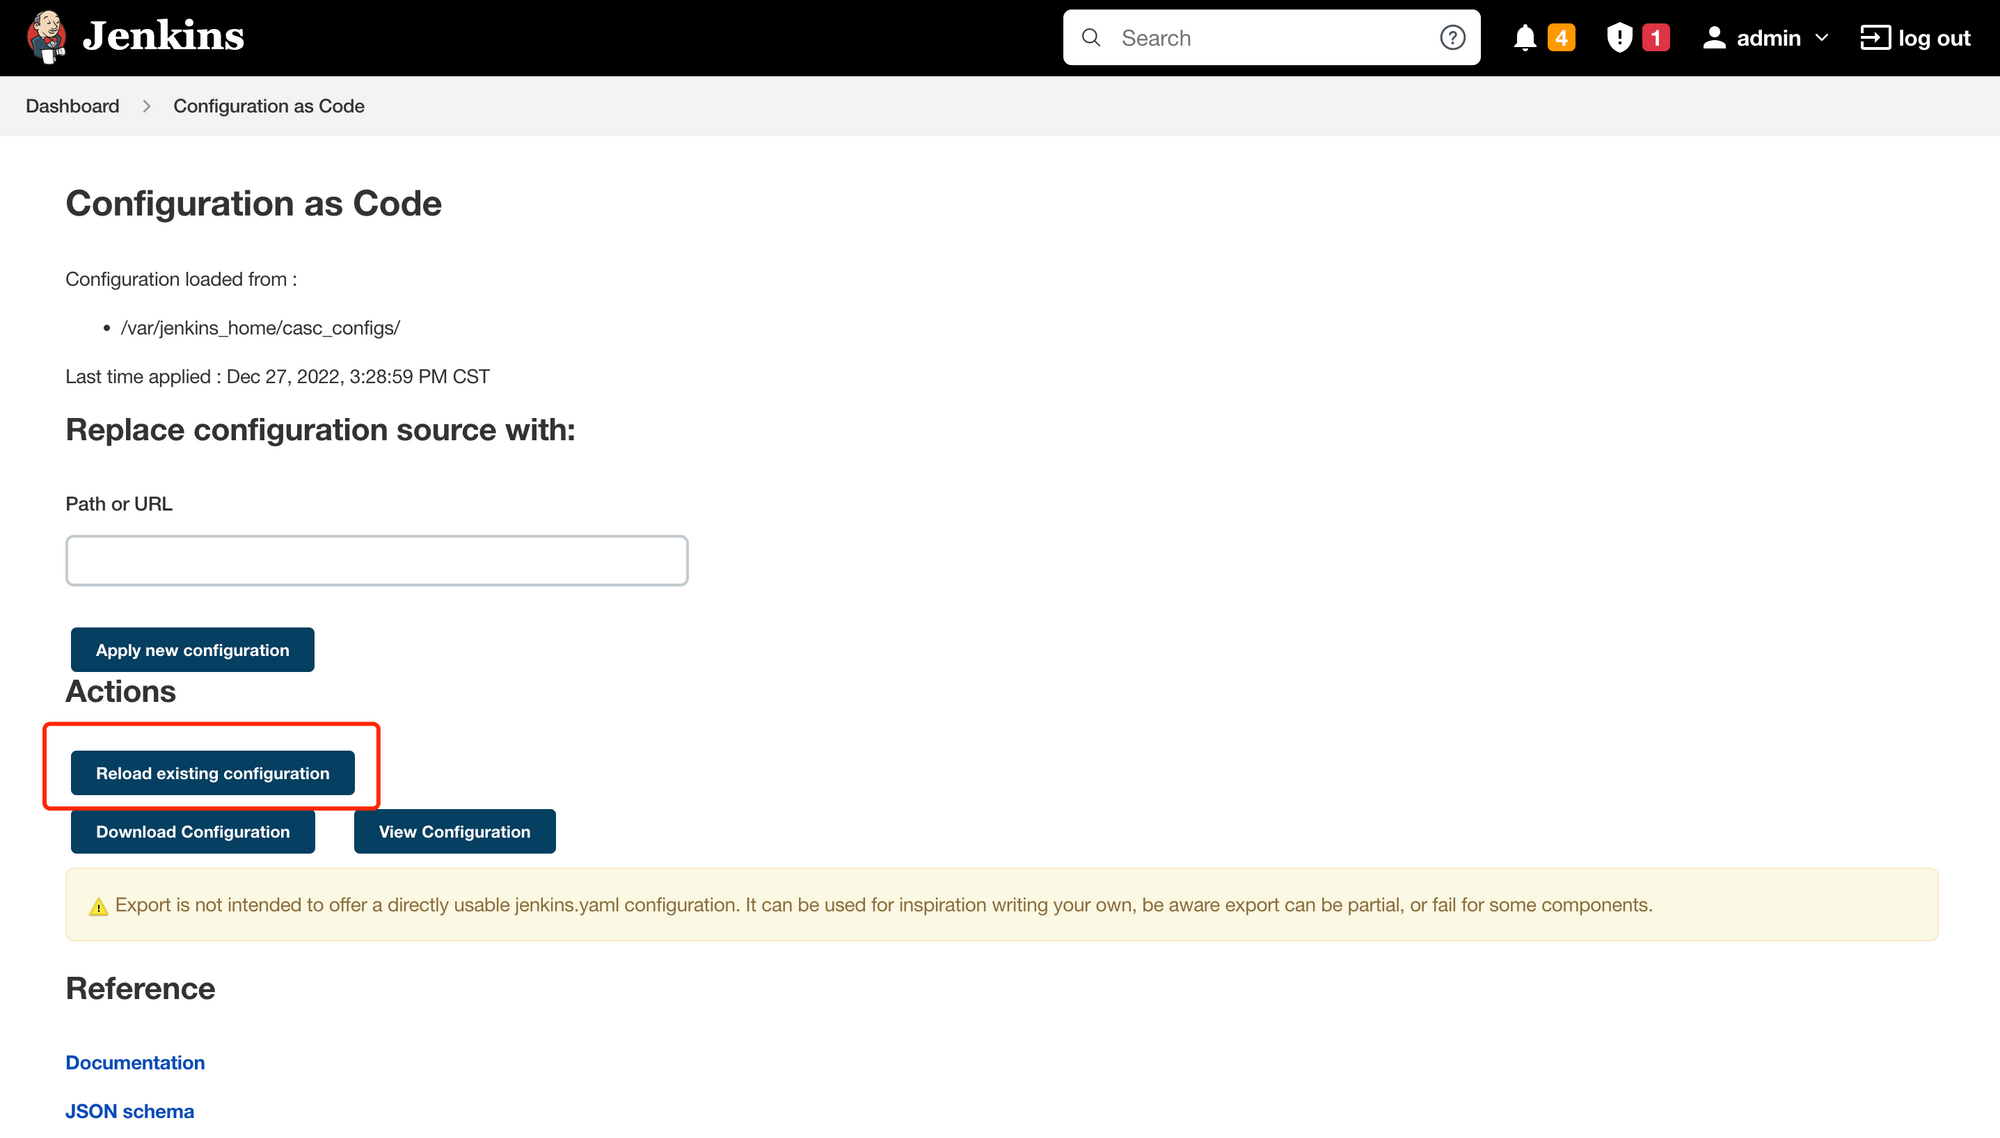 Jenkins
Search
4
1
admin
log out
Dashboard
Configuration as Code
Configuration as Code
Configuration loaded from :
• /var/jenkins_home/casc_configs/
Last time applied : Dec 27, 2022, 3:28:59 PM CST
Replace configuration source with:
Path or URL
Apply new configuration
Actions
Reload existing configuration
Download Configuration
View Configuration
Export is not intended to offer a directly usable jenkins.yaml configuration. It can be used for inspiration writing your own, be aware export can be partial, or fail for some components.
Reference
Documentation
JSON schema